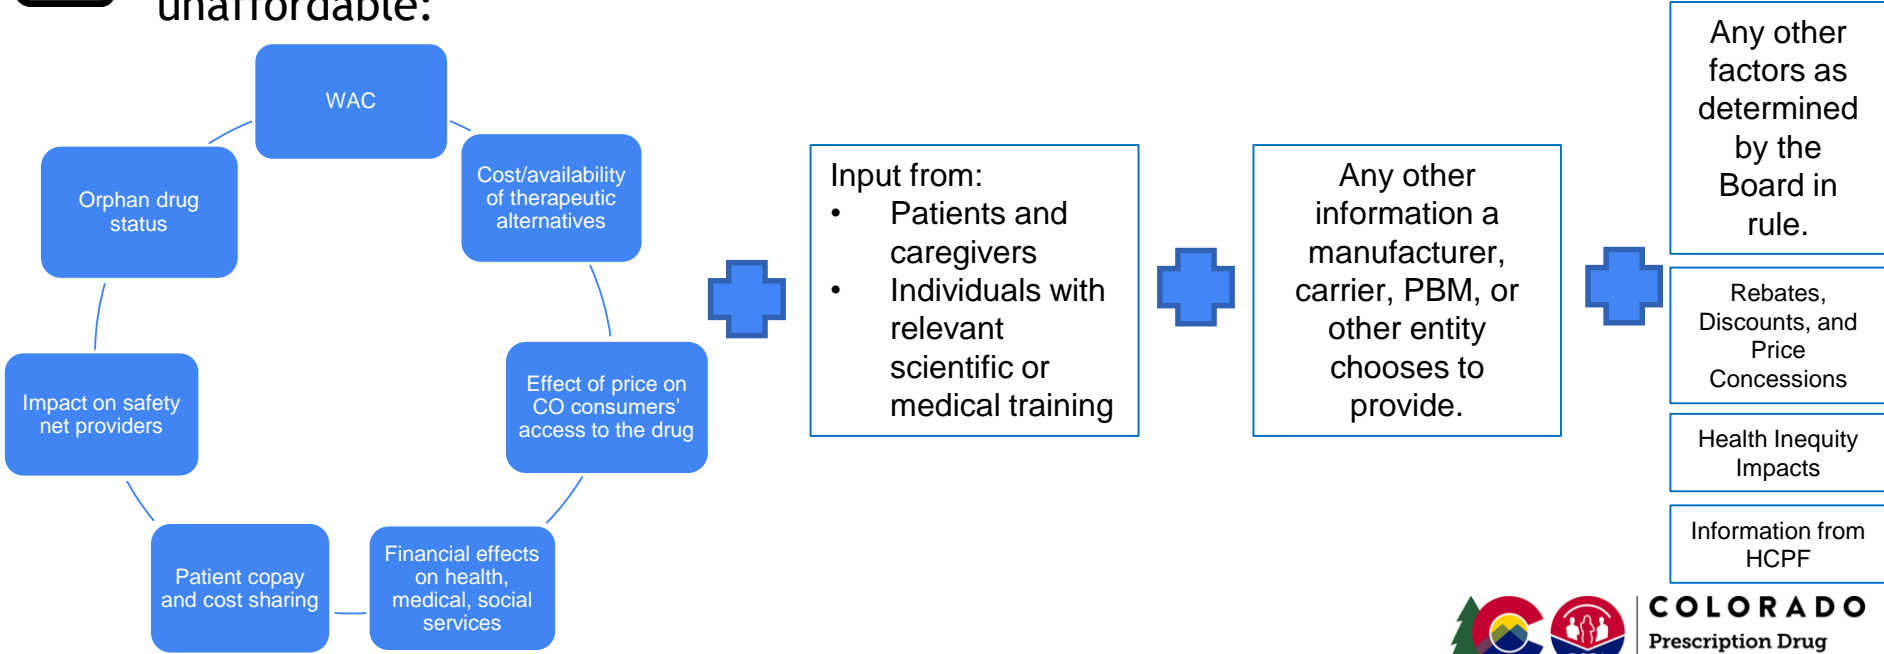 unaffordable:
WAC
Cost/availability
of therapeutic
alternatives
Effect of price on
CO consumers’
access to the drug
Financial effects
on health,
medical, social
services
Patient copay
and cost sharing
Impact on safety
net providers
Orphan drug
status
Input from:
• Patients and
caregivers
• Individuals with
relevant
scientific or
medical training
Any other
information a
manufacturer,
carrier, PBM, or
other entity
chooses to
provide.
Any other
factors as
determined
by the
Board in
rule.
Rebates,
Discounts, and
Price
Concessions
Health Inequity
Impacts
Information from
HCPF
COLORADO
Prescription Drug